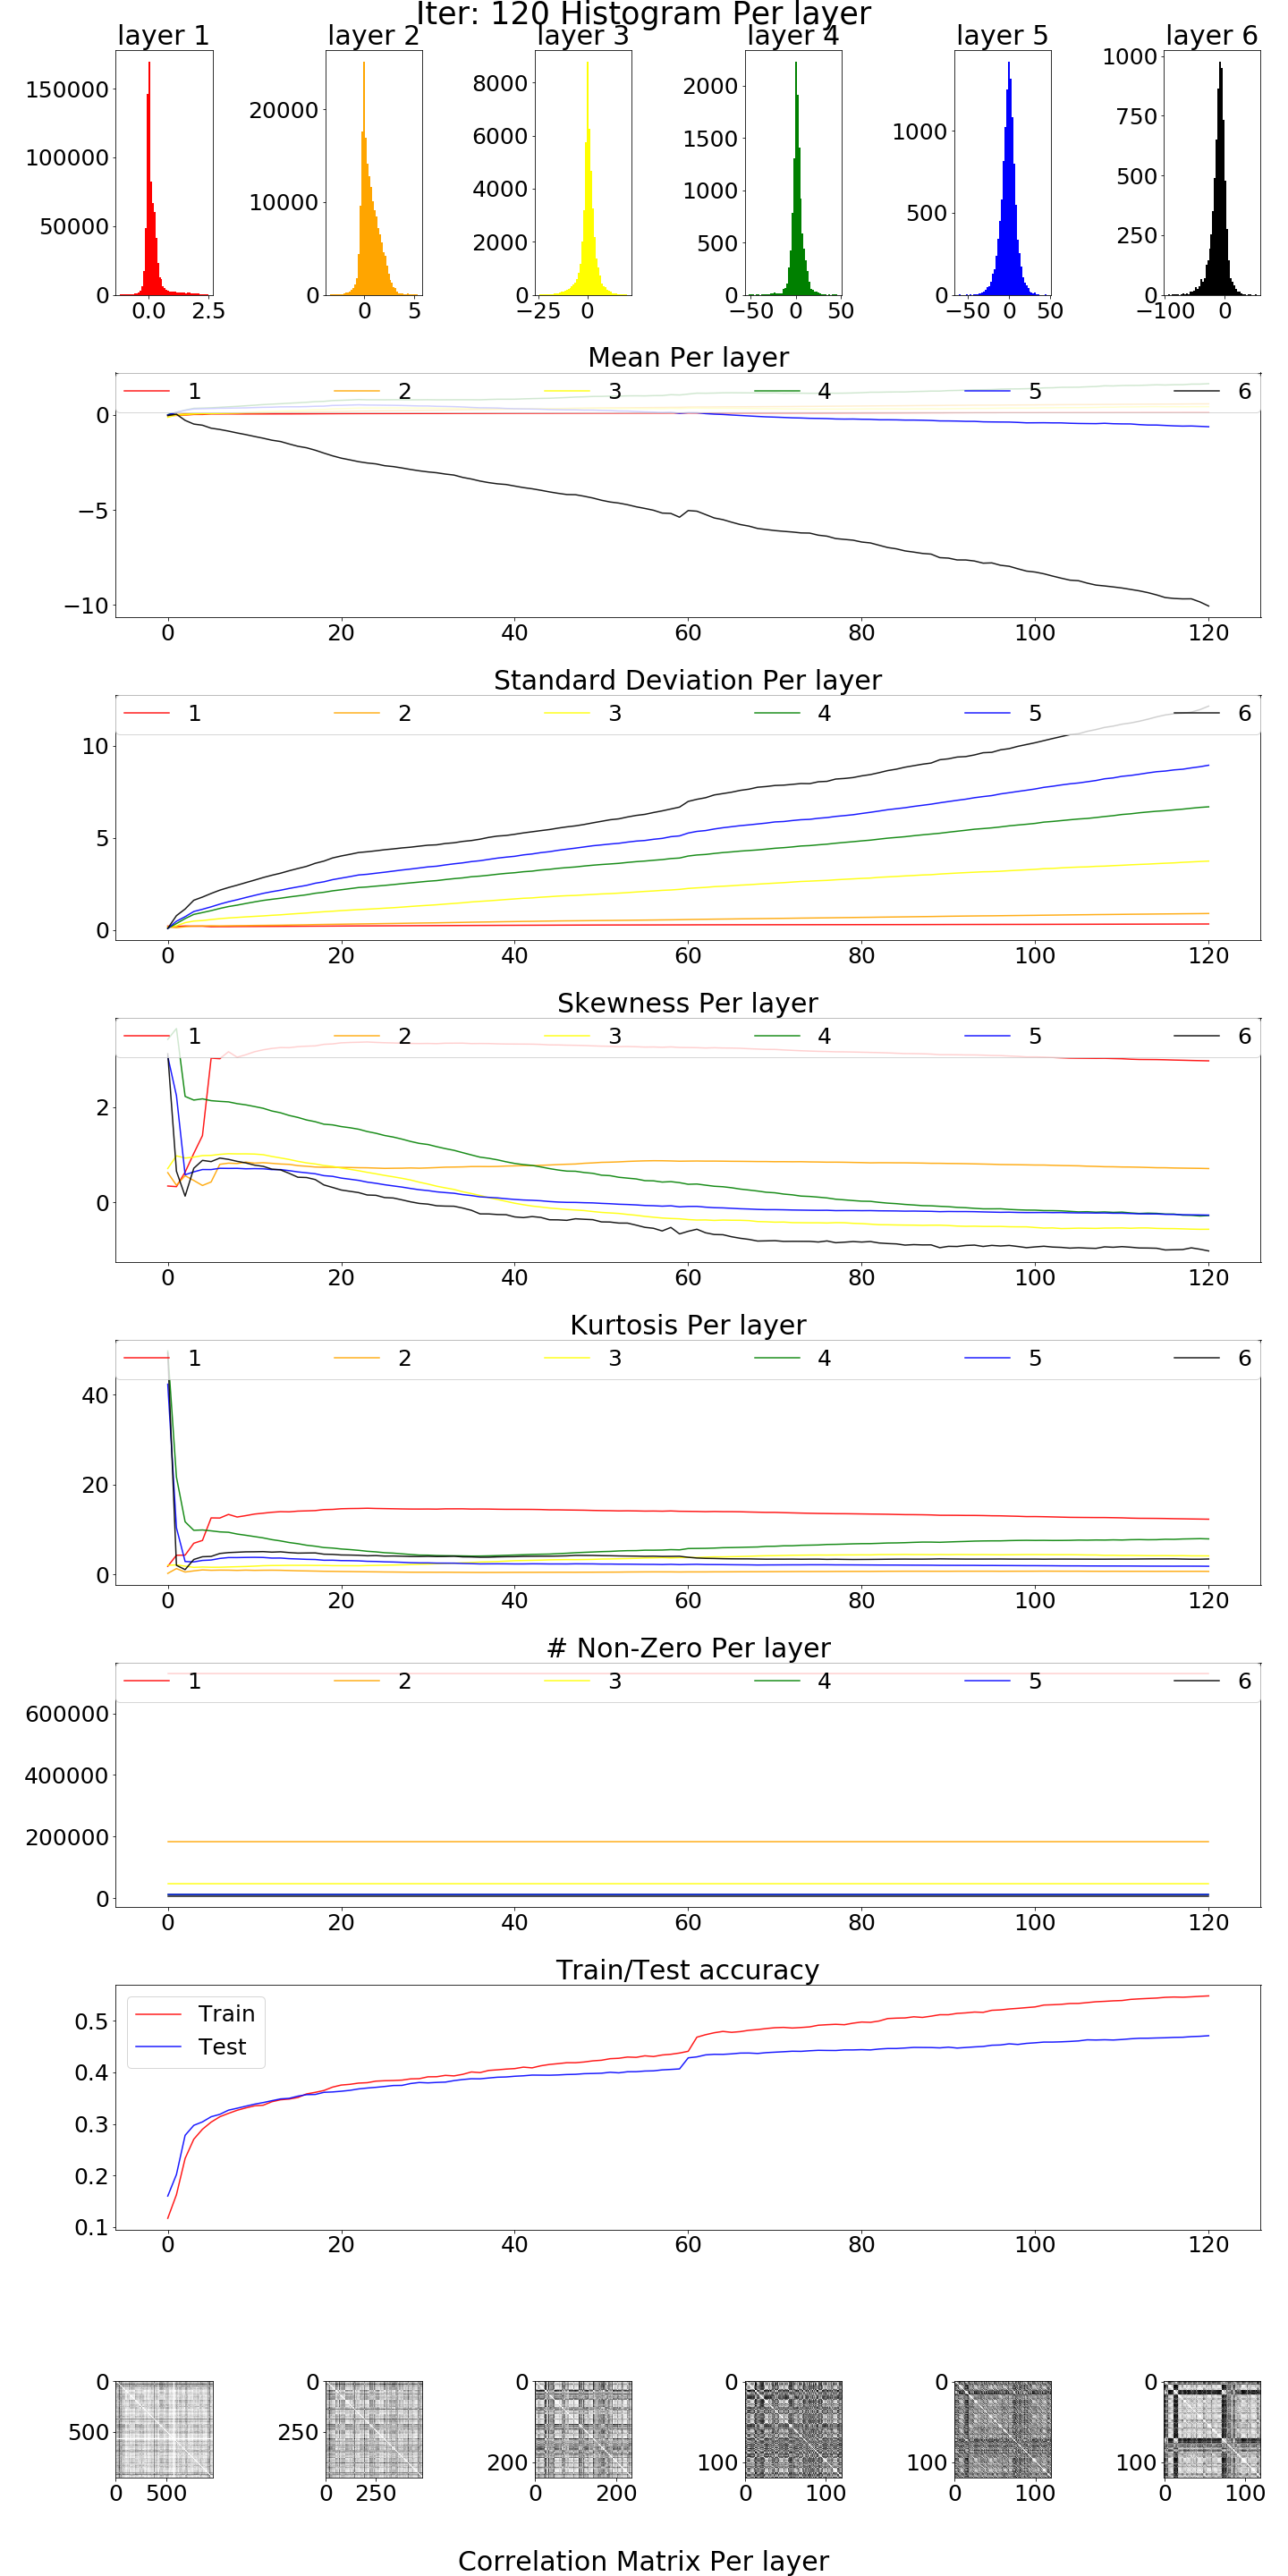 Iter: 120 Histogram Per layer
layer 1 layer 2 layer 3 layer 4 layer 5 layer 6
150000
100000
50000
0
0.0 2.5
20000
10000
0
0 5
8000
6000
4000
2000
0
−25 0
2000
1500
1000
500
0
−50 0 50
1000
500
0
−50 0 50
1000
750
500
250
0
−100 0
Mean Per layer
1 2 3 4 5 6
0
−5
−10
0 20 40 60 80 100 120
Standard Deviation Per layer
1 2 3 4 5 6
10
5
0
0 20 40 60 80 100 120
Skewness Per layer
1 2 3 4 5 6
2
0
0 20 40 60 80 100 120
Kurtosis Per layer
1 2 3 4 5 6
40
20
0
0 20 40 60 80 100 120
# Non-Zero Per layer
1 2 3 4 5 6
600000
400000
200000
0
0 20 40 60 80 100 120
Train/Test accuracy
Train
Test
0.5
0.4
0.3
0.2
0.1
0 20 40 60 80 100 120
0
500
0 500
0
250
0 250
0
200
0 200
0
100
0 100
0
100
0 100
0
100
0 100
Correlation Matrix Per layer